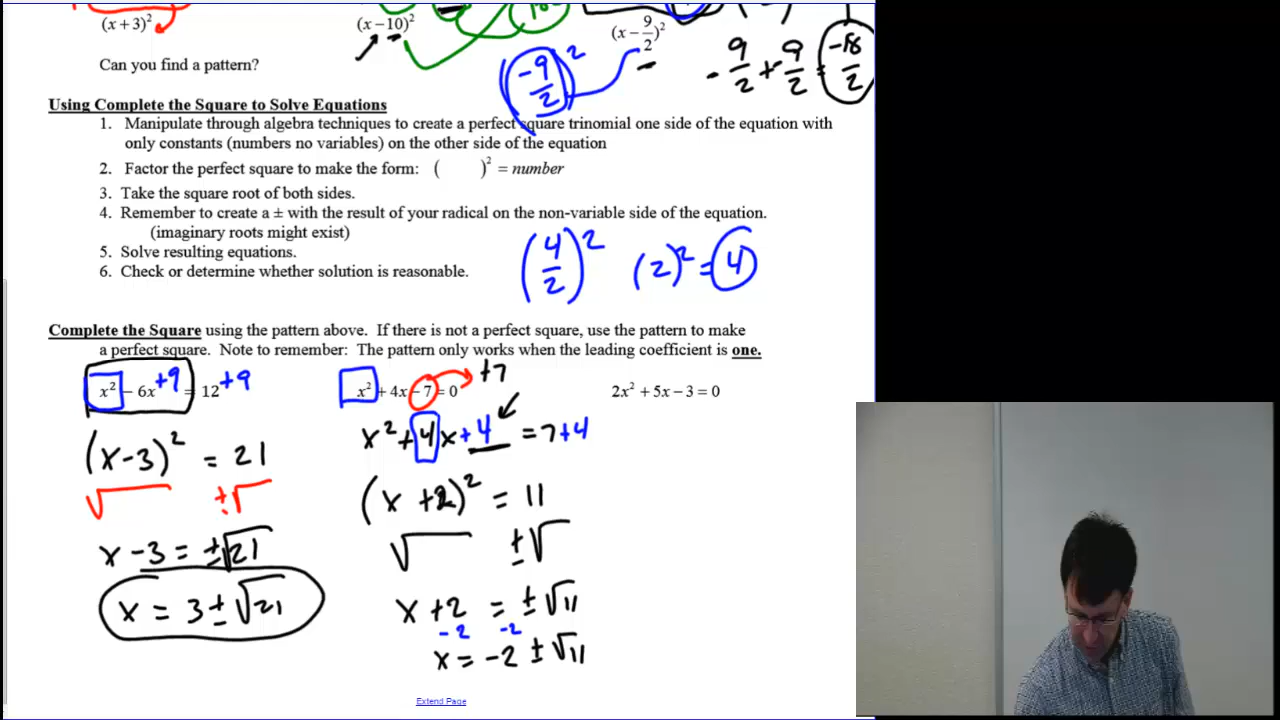 (x + 3)²
(x − 10)²
(x − 9/2)²
(-9/2)²
- 9/2 + - 9/2 = -18/2
Can you find a pattern?
Using Complete the Square to Solve Equations
1. Manipulate through algebra techniques to create a perfect square trinomial one side of the equation with
only constants (numbers no variables) on the other side of the equation
2. Factor the perfect square to make the form: ( )² = number
3. Take the square root of both sides.
4. Remember to create a ± with the result of your radical on the non-variable side of the equation.
(imaginary roots might exist)
5. Solve resulting equations.
6. Check or determine whether solution is reasonable.
(4/2)² (2)² = 4
Complete the Square using the pattern above. If there is not a perfect square, use the pattern to make
a perfect square. Note to remember: The pattern only works when the leading coefficient is one.
x² − 6x +9 = 12 +9
(x-3)² = 21
√ ±√
x - 3 = ±√21
x = 3 ± √21
x² + 4x − 7 = 0 +7
x² + 4x +4 = 7 +4
(x + 2)² = 11
√ ±√
x + 2 = ±√11
-2 -2
x = -2 ± √11
2x² + 5x − 3 = 0
Extend Page